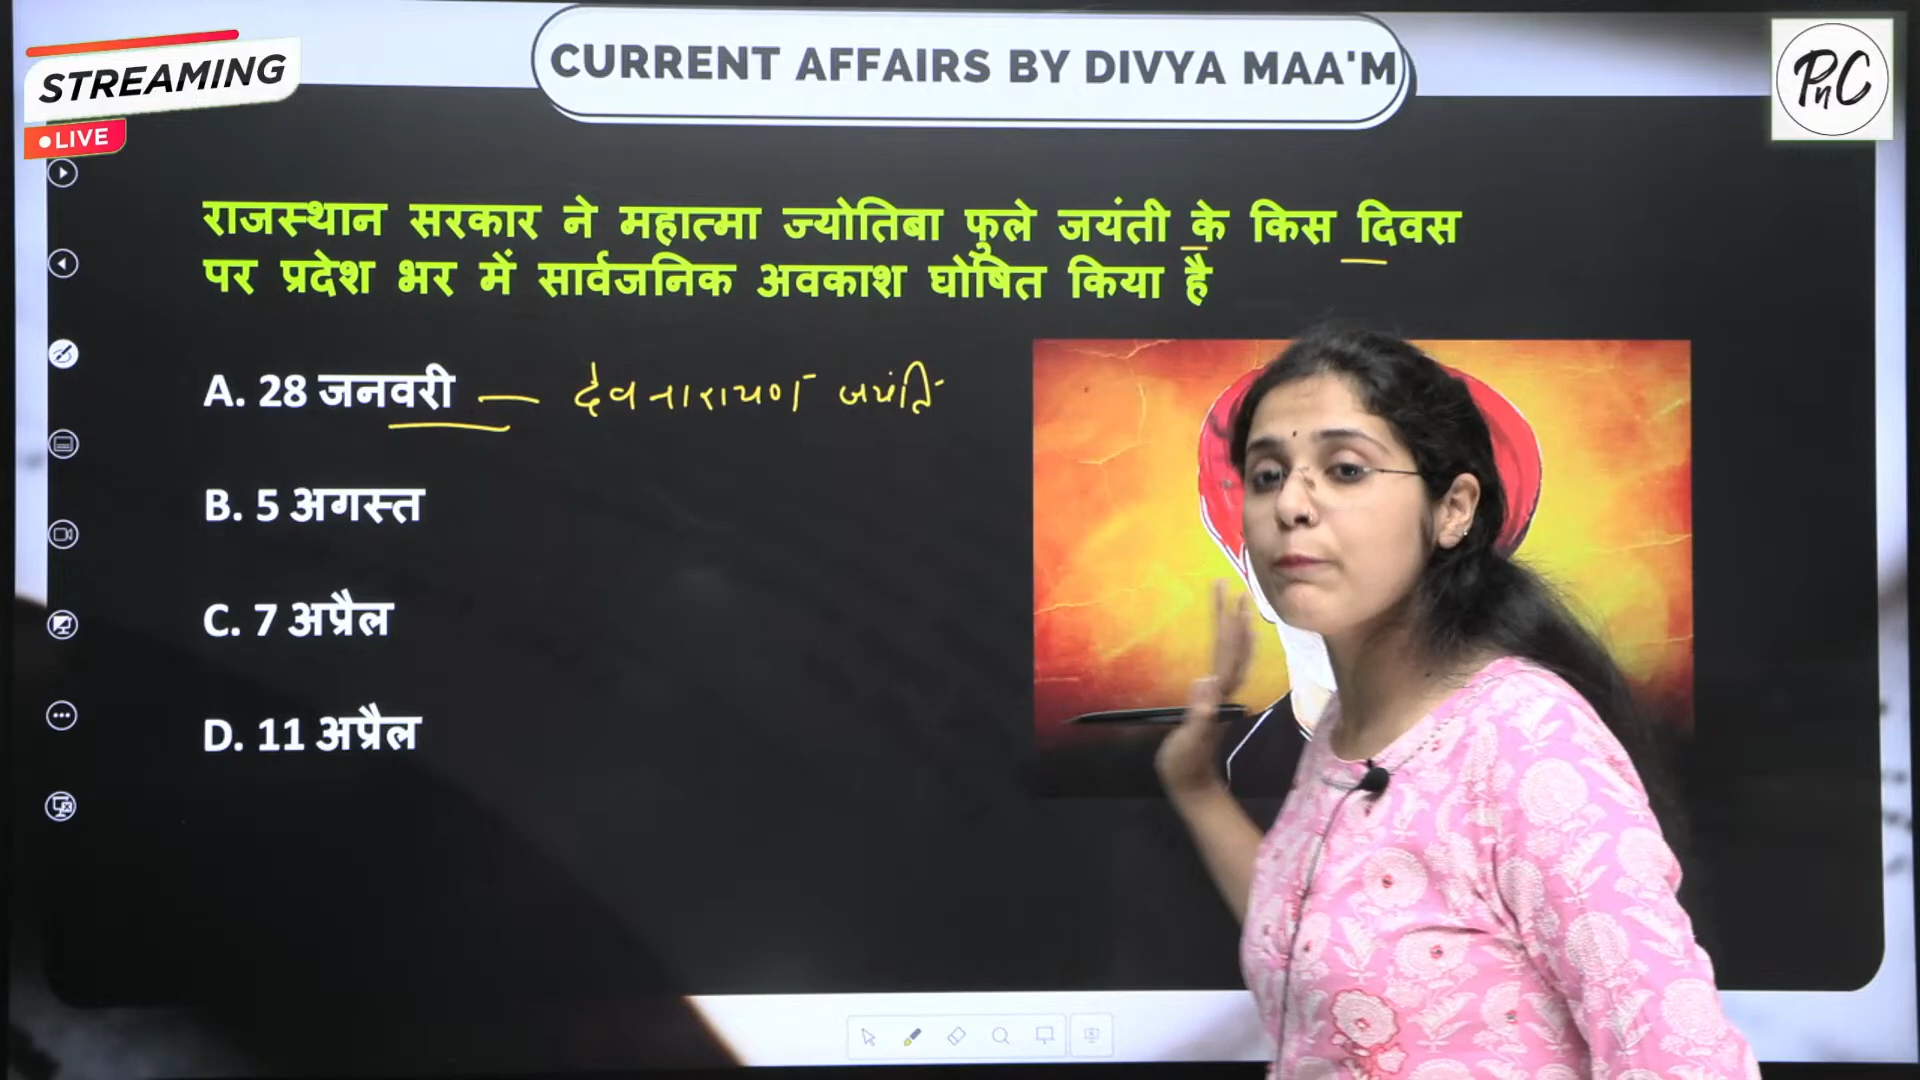 STREAMING
LIVE
CURRENT AFFAIRS BY DIVYA MAA'M
PnC
राजस्थान सरकार ने महात्मा ज्योतिबा फुले जयंती के किस दिवस
पर प्रदेश भर में सार्वजनिक अवकाश घोषित किया है
A. 28 जनवरी — देवनारायण जयंति
B. 5 अगस्त
C. 7 अप्रैल
D. 11 अप्रैल